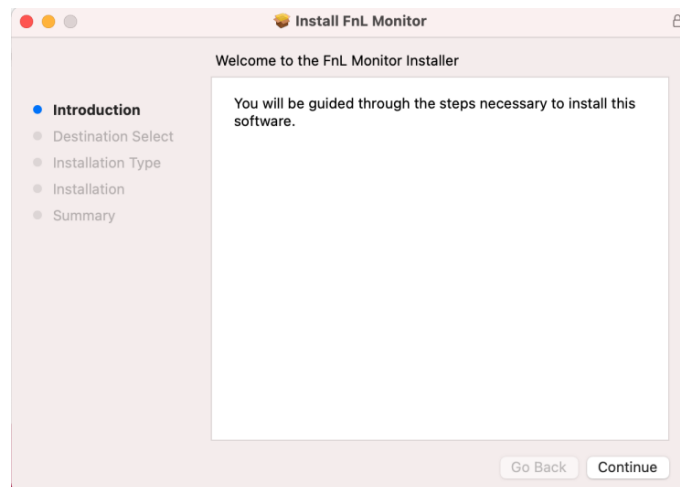 Install FnL Monitor
Welcome to the FnL Monitor Installer
Introduction
Destination Select
Installation Type
Installation
Summary
You will be guided through the steps necessary to install this
software.
Go Back
Continue